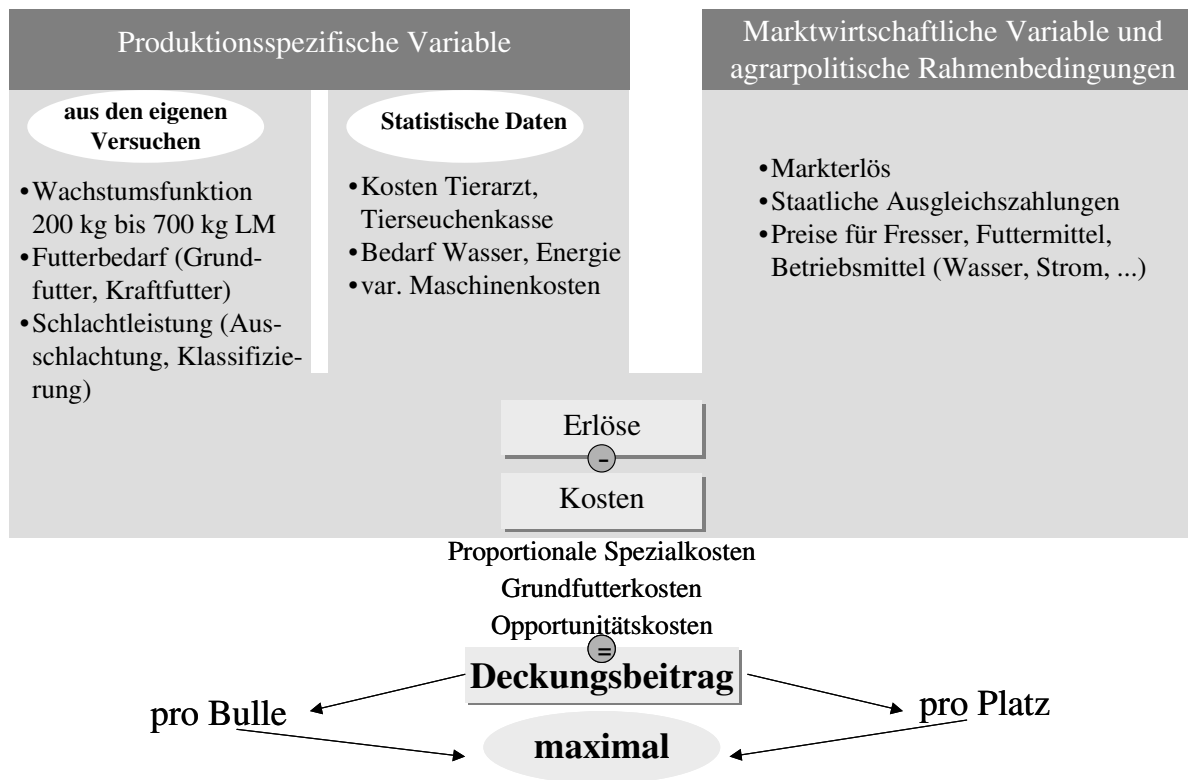 Produktionsspezifische Variable
Marktwirtschaftliche Variable und
agrarpolitische Rahmenbedingungen
aus den eigenen
Versuchen
•Wachstumsfunktion
200 kg bis 700 kg LM
•Futterbedarf (Grund-
futter, Kraftfutter)
•Schlachtleistung (Aus-
schlachtung, Klassifizie-
rung)
Statistische Daten
•Kosten Tierarzt,
Tierseuchenkasse
•Bedarf Wasser, Energie
•var. Maschinenkosten
•Markterlös
•Staatliche Ausgleichszahlungen
•Preise für Fresser, Futtermittel,
Betriebsmittel (Wasser, Strom, ...)
Erlöse
-
Kosten
Proportionale Spezialkosten
Grundfutterkosten
Opportunitätskosten
=
Deckungsbeitrag
pro Bulle
pro Platz
maximal